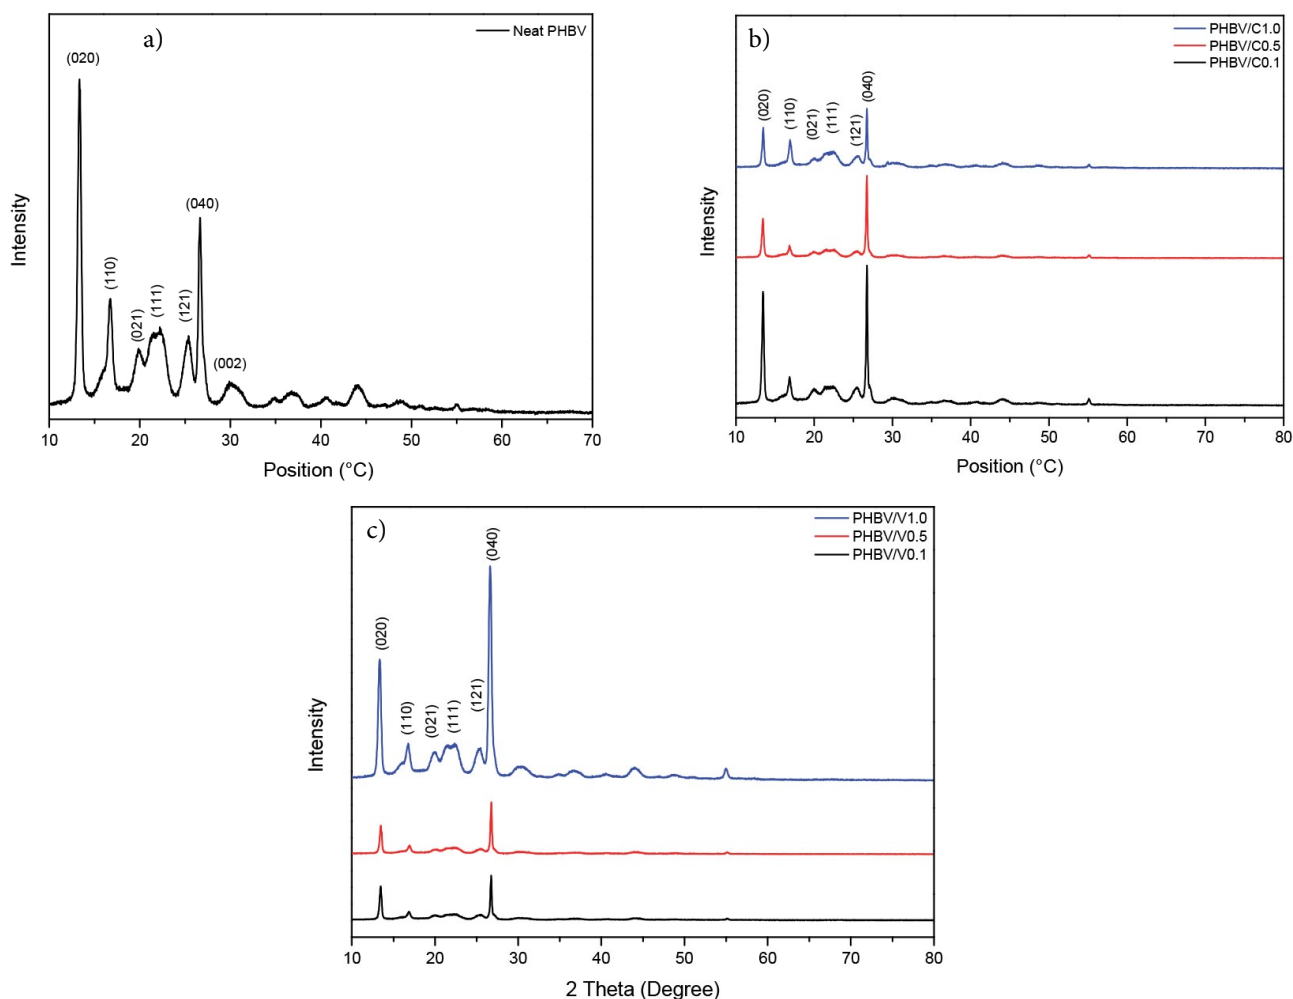 a)
Neat PHBV
(020)
(110)
(021)
(111)
(121)
(040)
(002)
Intensity
10 20 30 40 50 60 70
Position (°C)
b)
PHBV/C1.0
PHBV/C0.5
PHBV/C0.1
(020)
(110)
(021)
(111)
(121)
(040)
Intensity
10 20 30 40 50 60 70 80
Position (°C)
c)
PHBV/V1.0
PHBV/V0.5
PHBV/V0.1
(020)
(110)
(021)
(111)
(121)
(040)
Intensity
10 20 30 40 50 60 70 80
2 Theta (Degree)